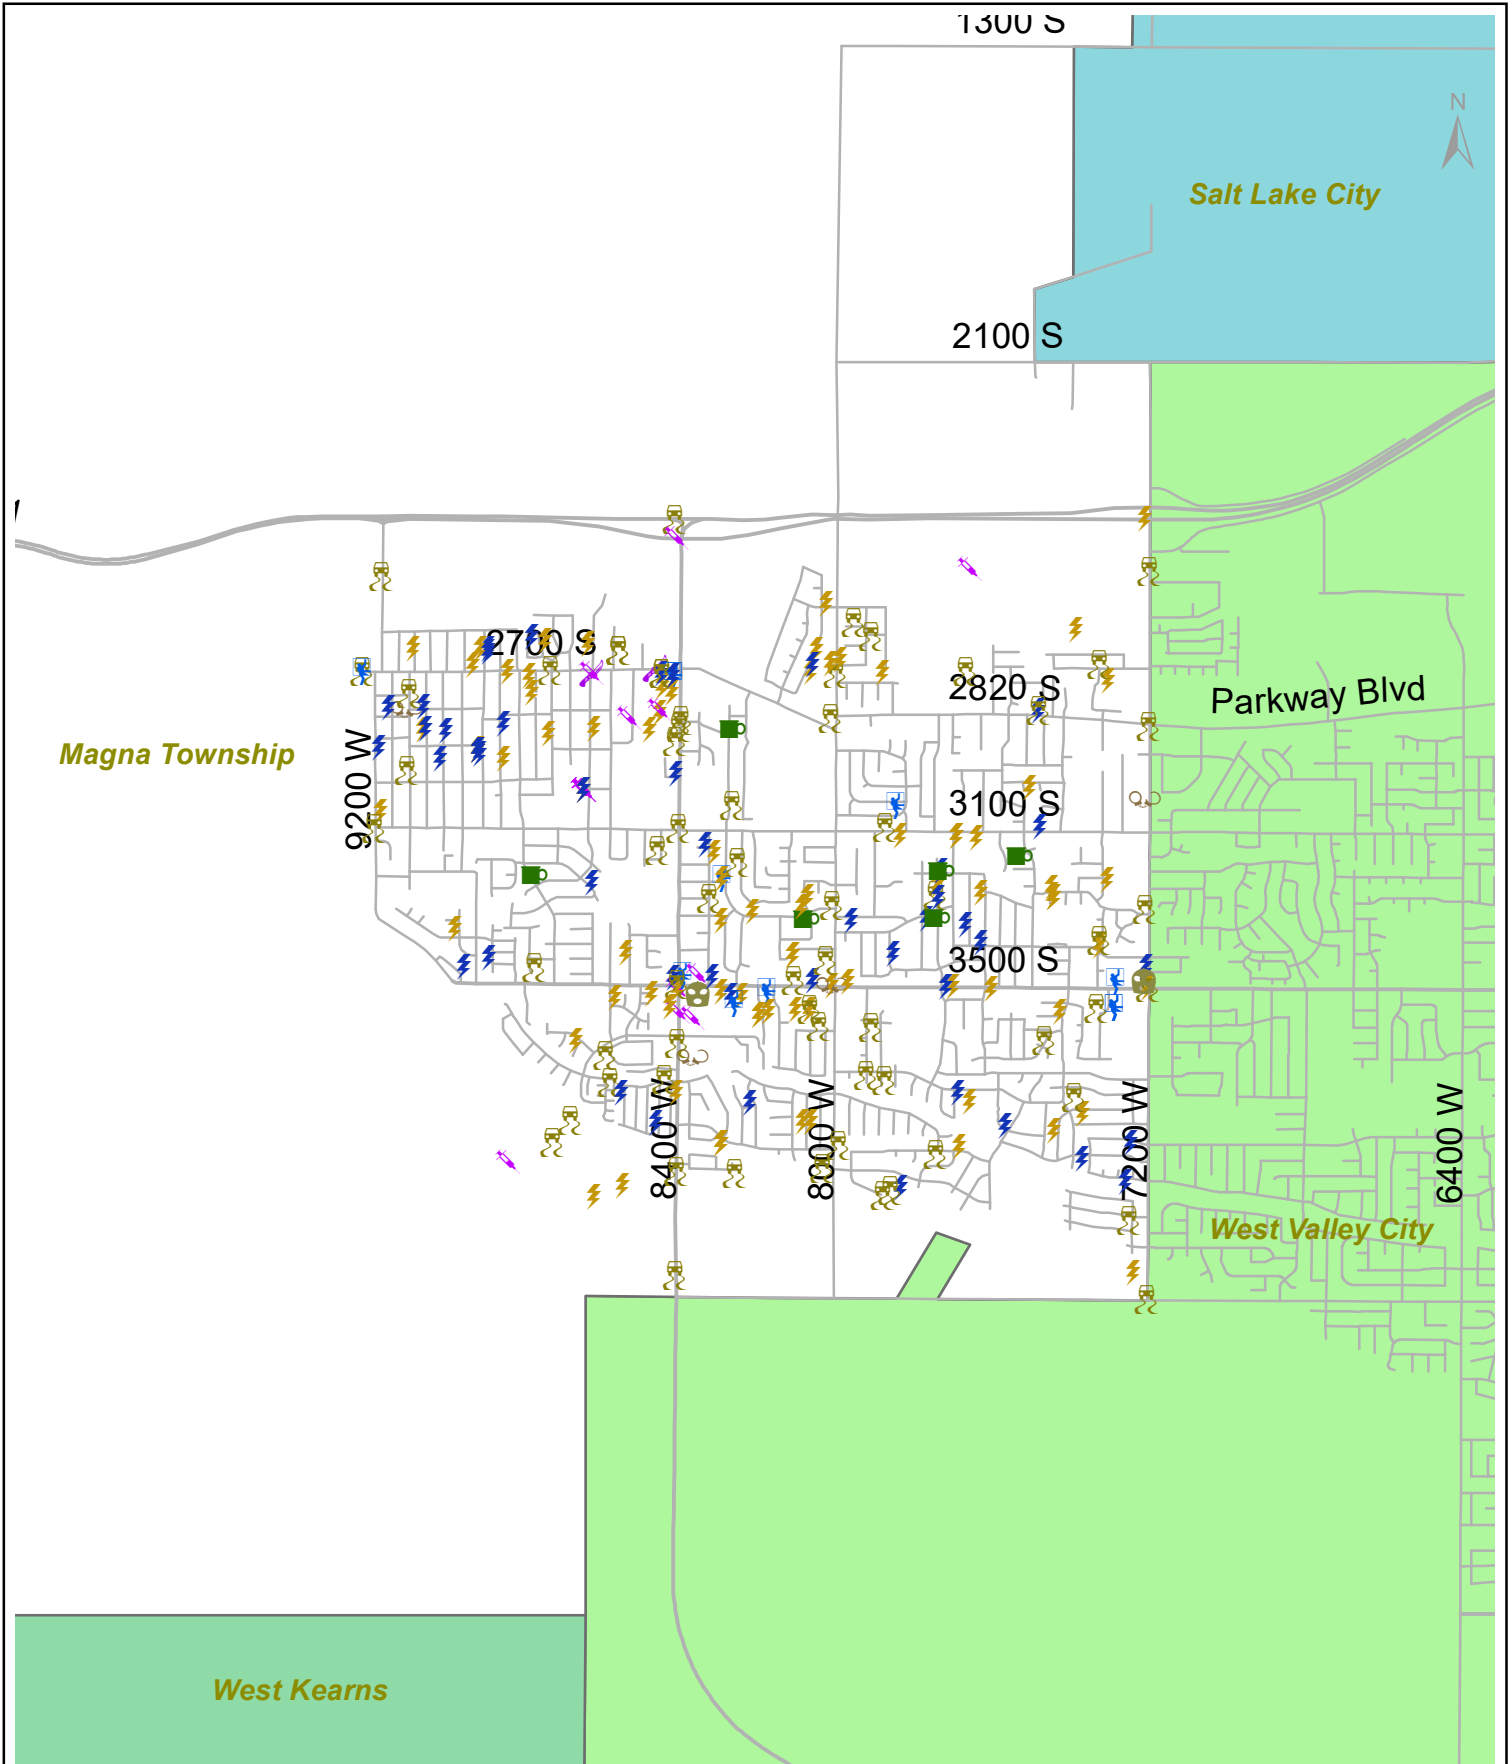 1300 S
N
Salt Lake City
2100 S
2700 S
2820 S
Parkway Blvd
Magna Township
9200 W
3100 S
3500 S
8400 W
8000 W
7200 W
6400 W
West Valley City
West Kearns